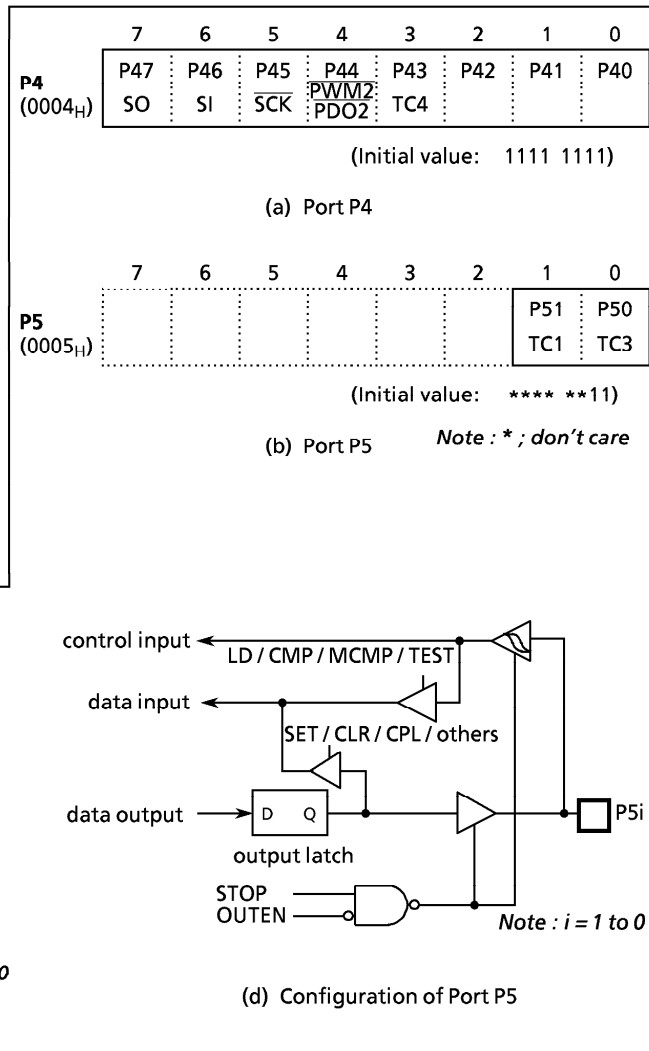 7 6 5 4 3 2 1 0
P4 P47 P46 P45 P44 P43 P42 P41 P40
(0004H) SO SI SCK PWM2 TC4
PDO2
(Initial value: 1111 1111)
(a) Port P4
7 6 5 4 3 2 1 0
P5 P51 P50
(0005H) TC1 TC3
(Initial value: **** **11)
(b) Port P5 Note : * ; don't care
control input
LD / CMP / MCMP / TEST
data input
SET / CLR / CPL / others
data output D Q P5i
output latch
STOP
OUTEN
Note : i = 1 to 0
0
(d) Configuration of Port P5